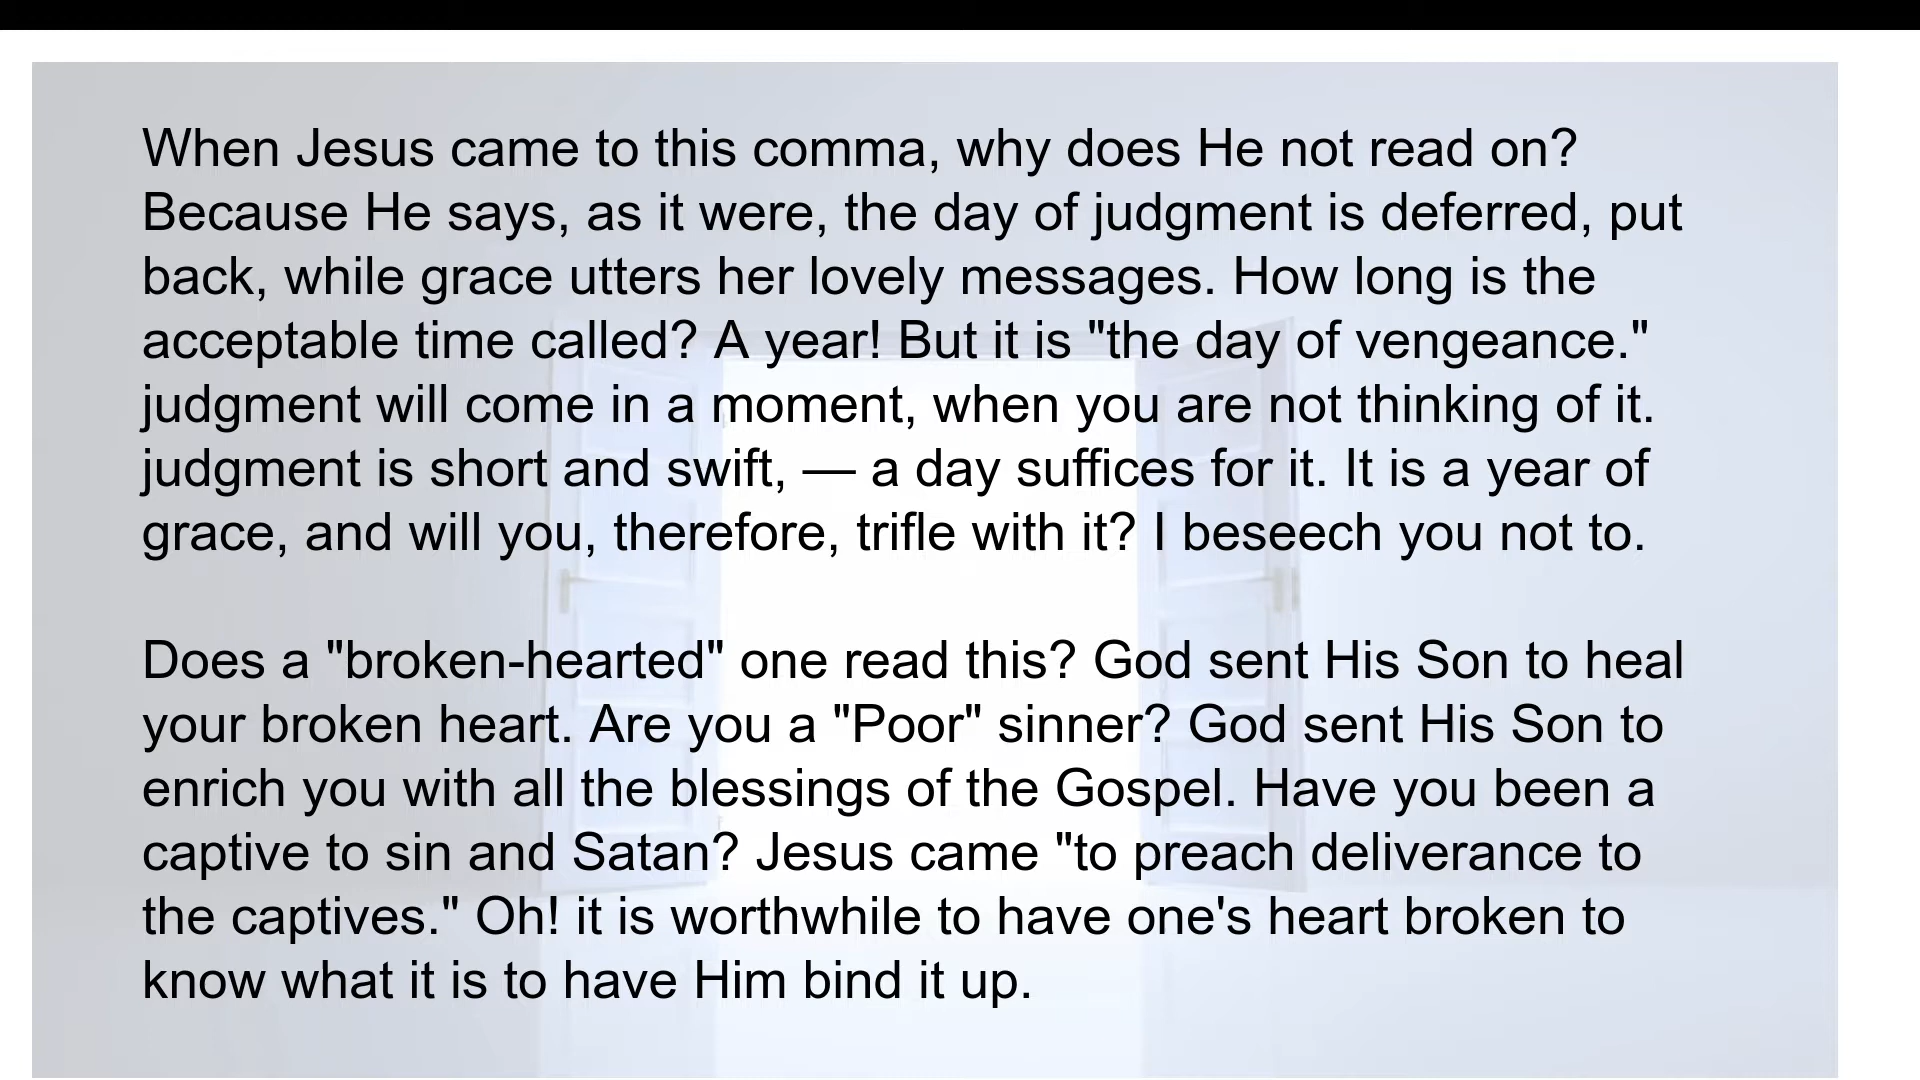 When Jesus came to this comma, why does He not read on?
Because He says, as it were, the day of judgment is deferred, put
back, while grace utters her lovely messages. How long is the
acceptable time called? A year! But it is "the day of vengeance."
judgment will come in a moment, when you are not thinking of it.
judgment is short and swift, — a day suffices for it. It is a year of
grace, and will you, therefore, trifle with it? I beseech you not to.
Does a "broken-hearted" one read this? God sent His Son to heal
your broken heart. Are you a "Poor" sinner? God sent His Son to
enrich you with all the blessings of the Gospel. Have you been a
captive to sin and Satan? Jesus came "to preach deliverance to
the captives." Oh! it is worthwhile to have one's heart broken to
know what it is to have Him bind it up.